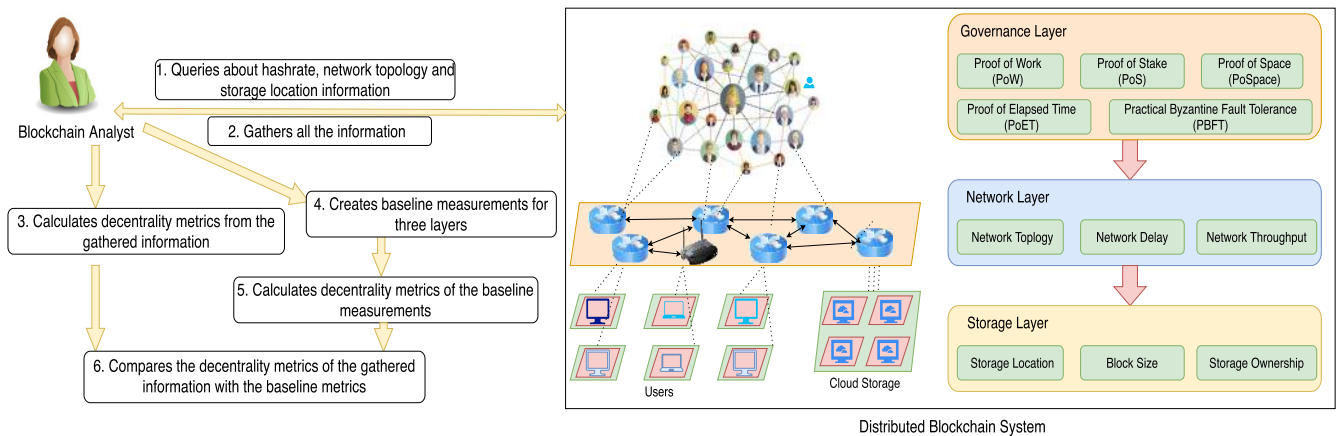 Blockchain Analyst
1. Queries about hashrate, network topology and
storage location information
2. Gathers all the information
3. Calculates decentrality metrics from the
gathered information
4. Creates baseline measurements for
three layers
5. Calculates decentrality metrics of the baseline
measurements
6. Compares the decentrality metrics of the gathered
information with the baseline metrics
Users
Cloud Storage
Governance Layer
Proof of Work
(PoW)
Proof of Stake
(PoS)
Proof of Space
(PoSpace)
Proof of Elapsed Time
(PoET)
Practical Byzantine Fault Tolerance
(PBFT)
Network Layer
Network Toplogy
Network Delay
Network Throughput
Storage Layer
Storage Location
Block Size
Storage Ownership
Distributed Blockchain System